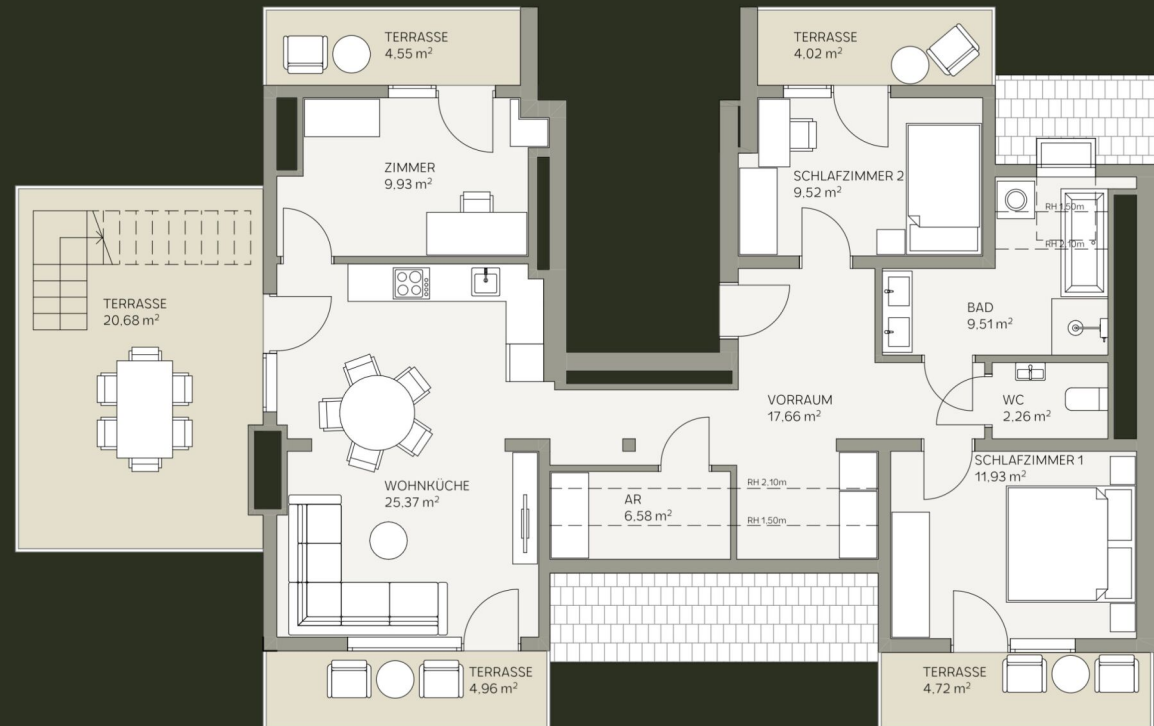 TERRASSE
4,55 m²
TERRASSE
4,02 m²
ZIMMER
9,93 m²
SCHLAFZIMMER 2
9,52 m²
RH 1,50m
RH 2,10m
TERRASSE
20,68 m²
BAD
9,51 m²
VORRAUM
17,66 m²
WC
2,26 m²
SCHLAFZIMMER 1
11,93 m²
WOHNKÜCHE
25,37 m²
AR
6,58 m²
RH 2,10m
RH 1,50m
TERRASSE
4,96 m²
TERRASSE
4,72 m²